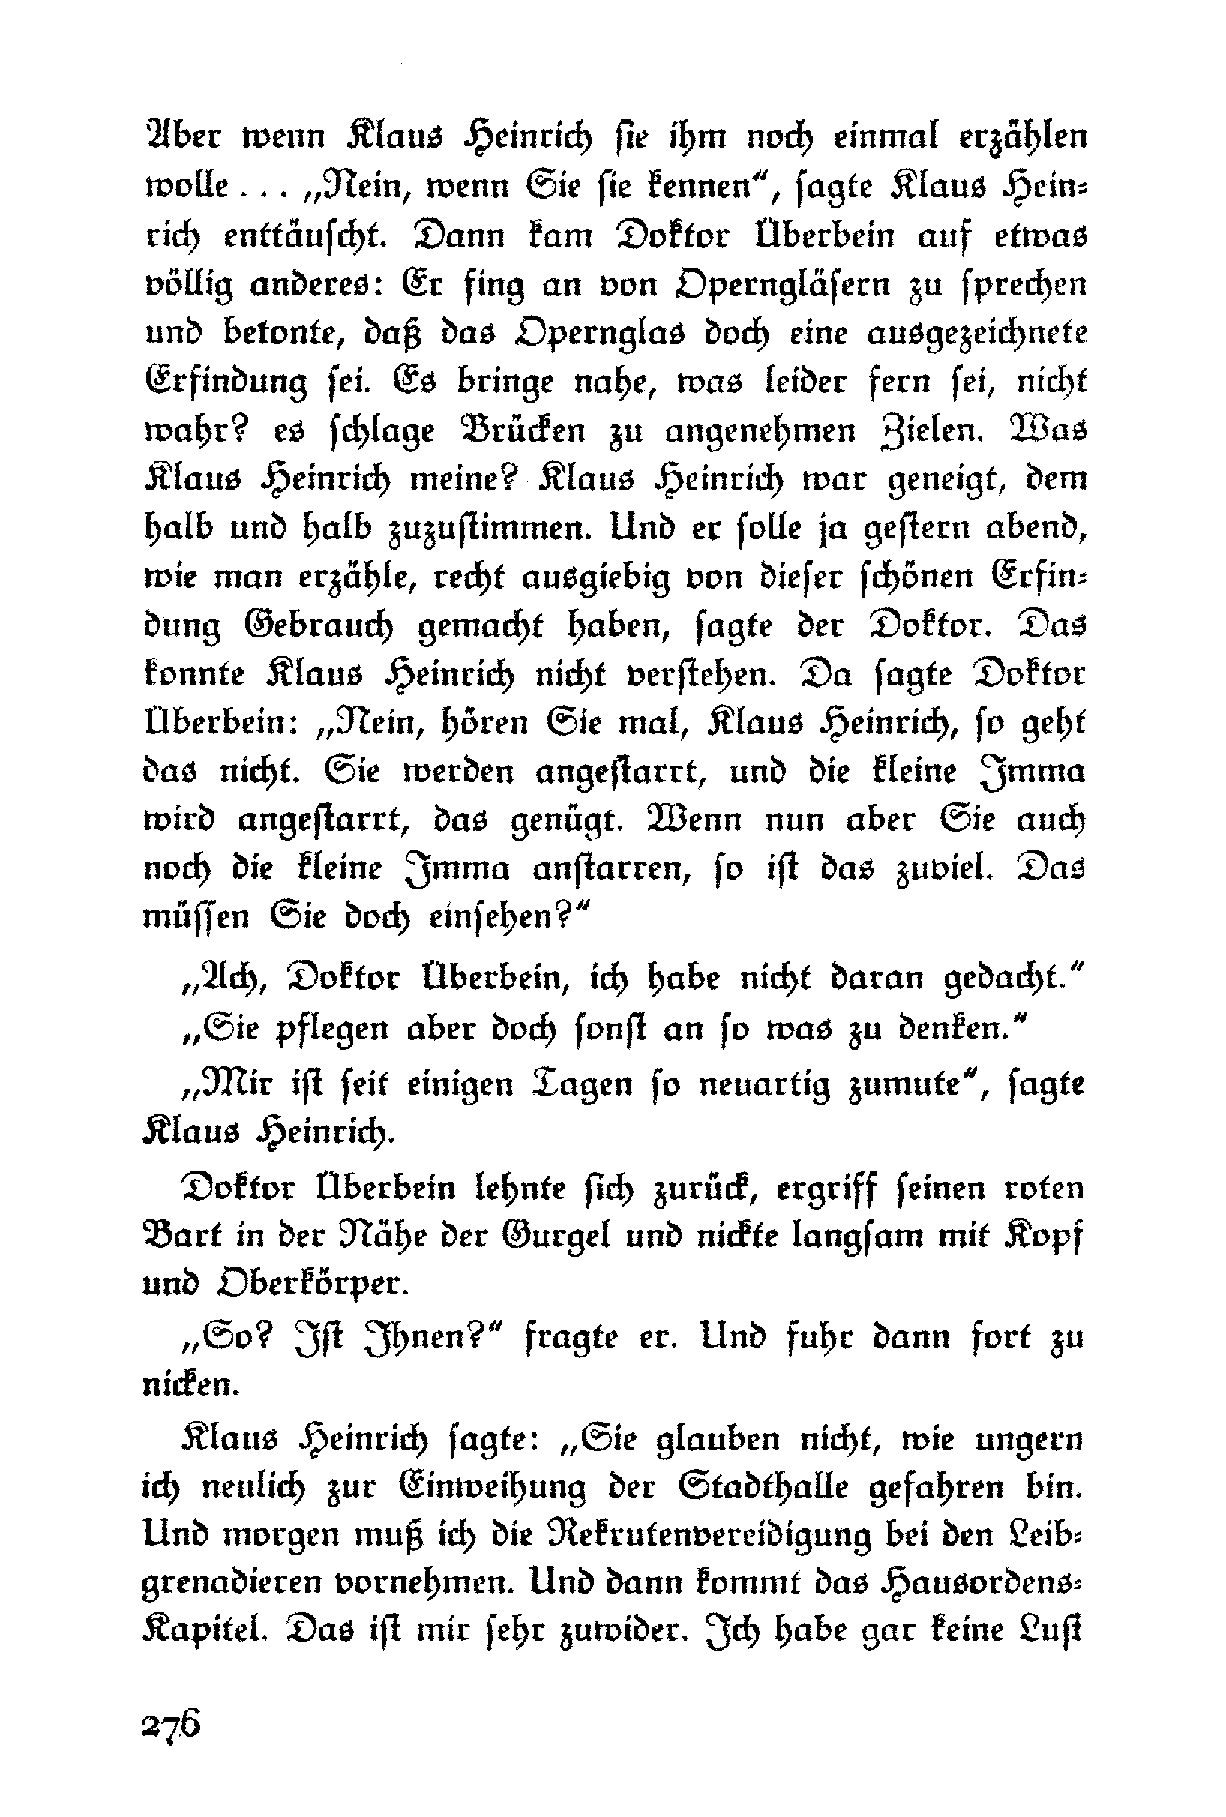 Aber wenn Klaus Heinrich sie ihm noch einmal erzählen
wolle . . . „Nein, wenn Sie sie kennen“, sagte Klaus Hein-
rich enttäuscht. Dann kam Doktor Überbein auf etwas
völlig anderes: Er fing an von Operngläsern zu sprechen
und betonte, daß das Opernglas doch eine ausgezeichnete
Erfindung sei. Es bringe nahe, was leider fern sei, nicht
wahr? es schlage Brücken zu angenehmen Zielen. Was
Klaus Heinrich meine? Klaus Heinrich war geneigt, dem
halb und halb zuzustimmen. Und er solle ja gestern abend,
wie man erzähle, recht ausgiebig von dieser schönen Erfin-
dung Gebrauch gemacht haben, sagte der Doktor. Das
konnte Klaus Heinrich nicht verstehen. Da sagte Doktor
Überbein: „Nein, hören Sie mal, Klaus Heinrich, so geht
das nicht. Sie werden angestarrt, und die kleine Imma
wird angestarrt, das genügt. Wenn nun aber Sie auch
noch die kleine Imma anstarren, so ist das zuviel. Das
müssen Sie doch einsehen?“
„Ach, Doktor Überbein, ich habe nicht daran gedacht.“
„Sie pflegen aber doch sonst an so was zu denken.“
„Mir ist seit einigen Tagen so neuartig zumute“, sagte
Klaus Heinrich.
Doktor Überbein lehnte sich zurück, ergriff seinen roten
Bart in der Nähe der Gurgel und nickte langsam mit Kopf
und Oberkörper.
„So? Ist Ihnen?“ fragte er. Und fuhr dann fort zu
nicken.
Klaus Heinrich sagte: „Sie glauben nicht, wie ungern
ich neulich zur Einweihung der Stadthalle gefahren bin.
Und morgen muß ich die Rekrutenvereidigung bei den Leib-
grenadieren vornehmen. Und dann kommt das Hausordens-
Kapitel. Das ist mir sehr zuwider. Ich habe gar keine Lust
276